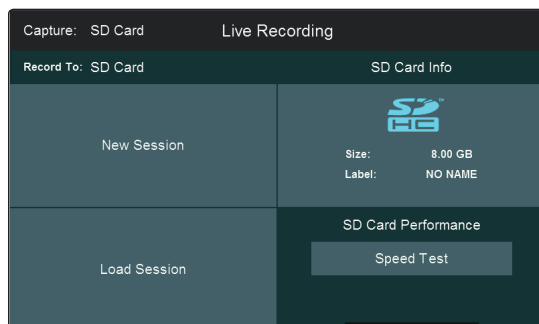 Capture: SD Card Live Recording
Record To: SD Card SD Card Info
New Session
SD HC
Size: 8.00 GB
Label: NO NAME
SD Card Performance
Speed Test
Load Session